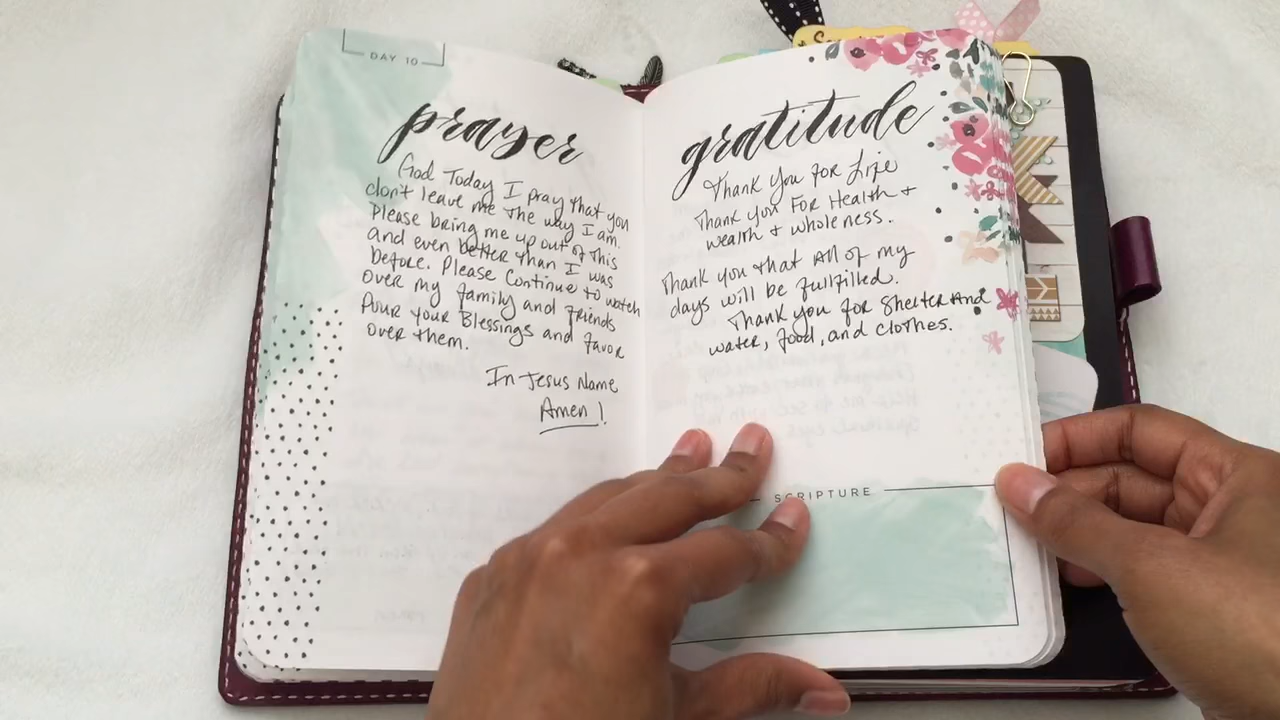 DAY 10
prayer
God Today I pray that you
don't leave me the way I am.
Please bring me up out of this
and even better than I was
before. Please Continue to watch
over my family and friends
Pour your Blessings and favor
over them.
In Jesus Name
Amen!
gratitude
Thank you for Life
Thank you For Health +
wealth + wholeness.
Thank you that All of my
days will be fullfilled.
Thank you for Shelter And
water, food, and clothes.
SCRIPTURE